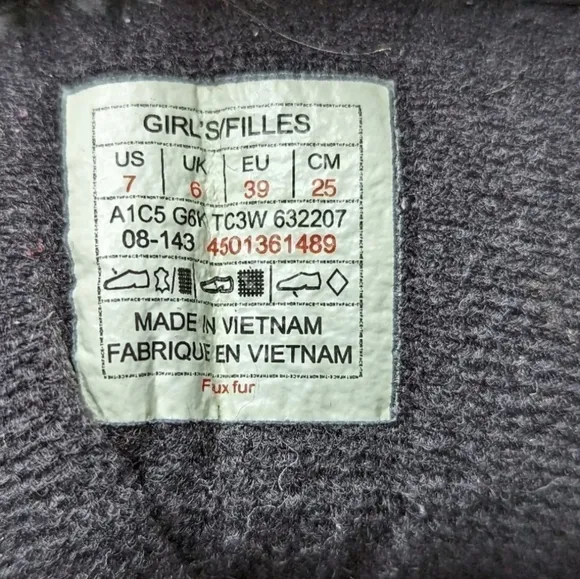 GIRL'S/FILLES
US UK EU CM
7 6 39 25
A1C5 G6K TC3W 632207
08-143 4501361489
MADE IN VIETNAM
FABRIQUE EN VIETNAM
Fux fur